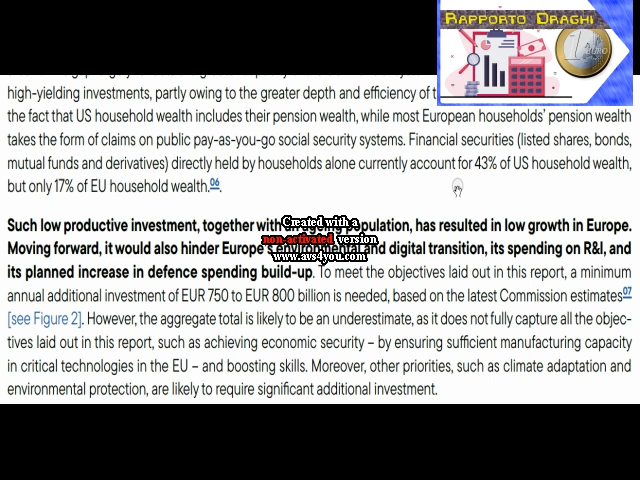 RAPPORTO DRAGHI
high-yielding investments, partly owing to the greater depth and efficiency of t
the fact that US household wealth includes their pension wealth, while most European households' pension wealth
takes the form of claims on public pay-as-you-go social security systems. Financial securities (listed shares, bonds,
mutual funds and derivatives) directly held by households alone currently account for 43% of US household wealth,
but only 17% of EU household wealth.06.
Such low productive investment, together with an ageing population, has resulted in low growth in Europe.
Moving forward, it would also hinder Europe's environmental and digital transition, its spending on R&I, and
its planned increase in defence spending build-up. To meet the objectives laid out in this report, a minimum
annual additional investment of EUR 750 to EUR 800 billion is needed, based on the latest Commission estimates07
[see Figure 2]. However, the aggregate total is likely to be an underestimate, as it does not fully capture all the objec-
tives laid out in this report, such as achieving economic security – by ensuring sufficient manufacturing capacity
in critical technologies in the EU – and boosting skills. Moreover, other priorities, such as climate adaptation and
environmental protection, are likely to require significant additional investment.
Created with a
non-activated version
www.avs4you.com